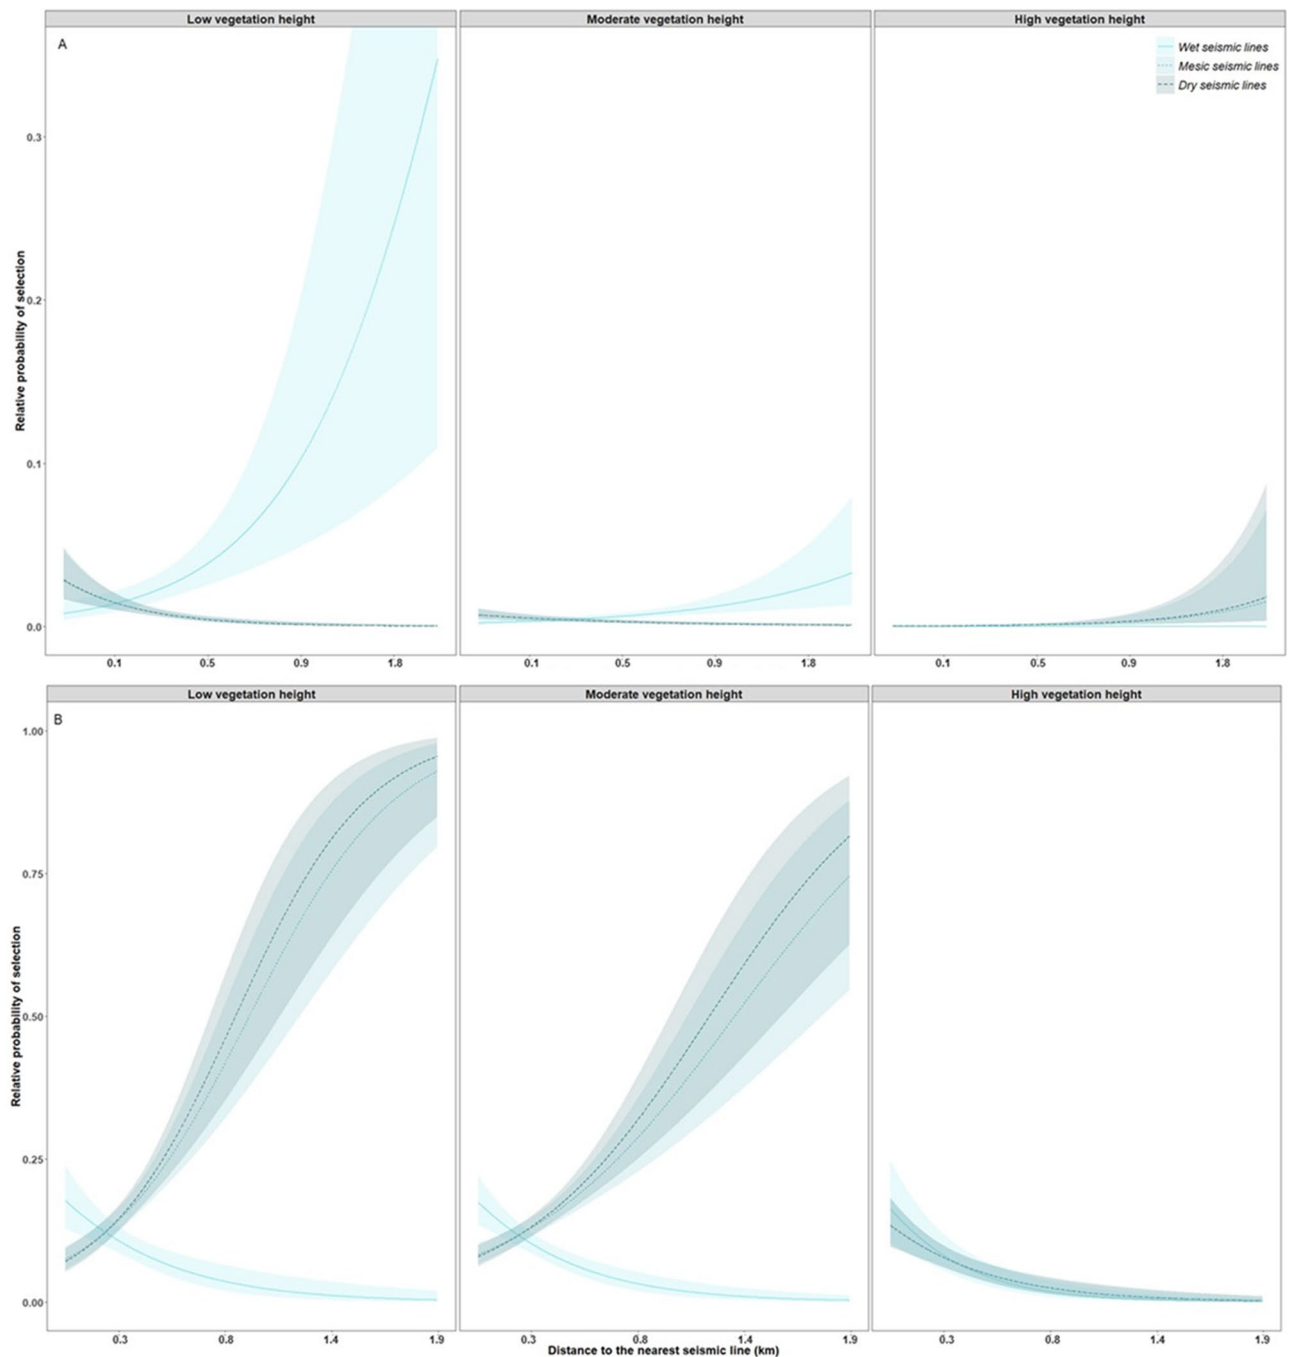 Low vegetation height
Moderate vegetation height
High vegetation height
A
Wet seismic lines
Mesic seismic lines
Dry seismic lines
Relative probability of selection
0.3
0.2
0.1
0.0
0.1 0.5 0.9 1.8
0.1 0.5 0.9 1.8
0.1 0.5 0.9 1.8
Low vegetation height
Moderate vegetation height
High vegetation height
B
Relative probability of selection
1.00
0.75
0.50
0.25
0.00
0.3 0.8 1.4 1.9
0.3 0.8 1.4 1.9
0.3 0.8 1.4 1.9
Distance to the nearest seismic line (km)